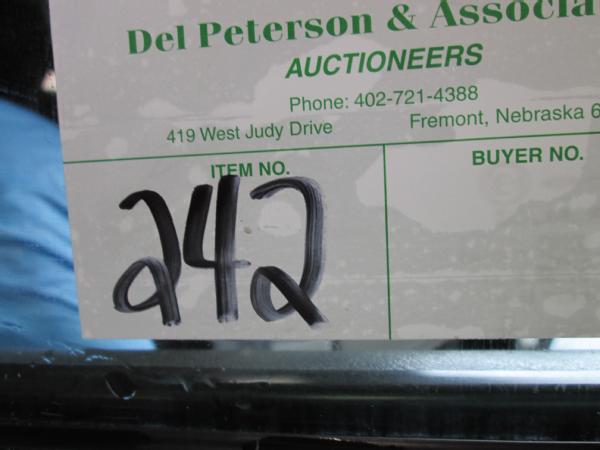 Del Peterson & Associa
AUCTIONEERS
Phone: 402-721-4388
419 West Judy Drive Fremont, Nebraska 6
ITEM NO. BUYER NO.
242